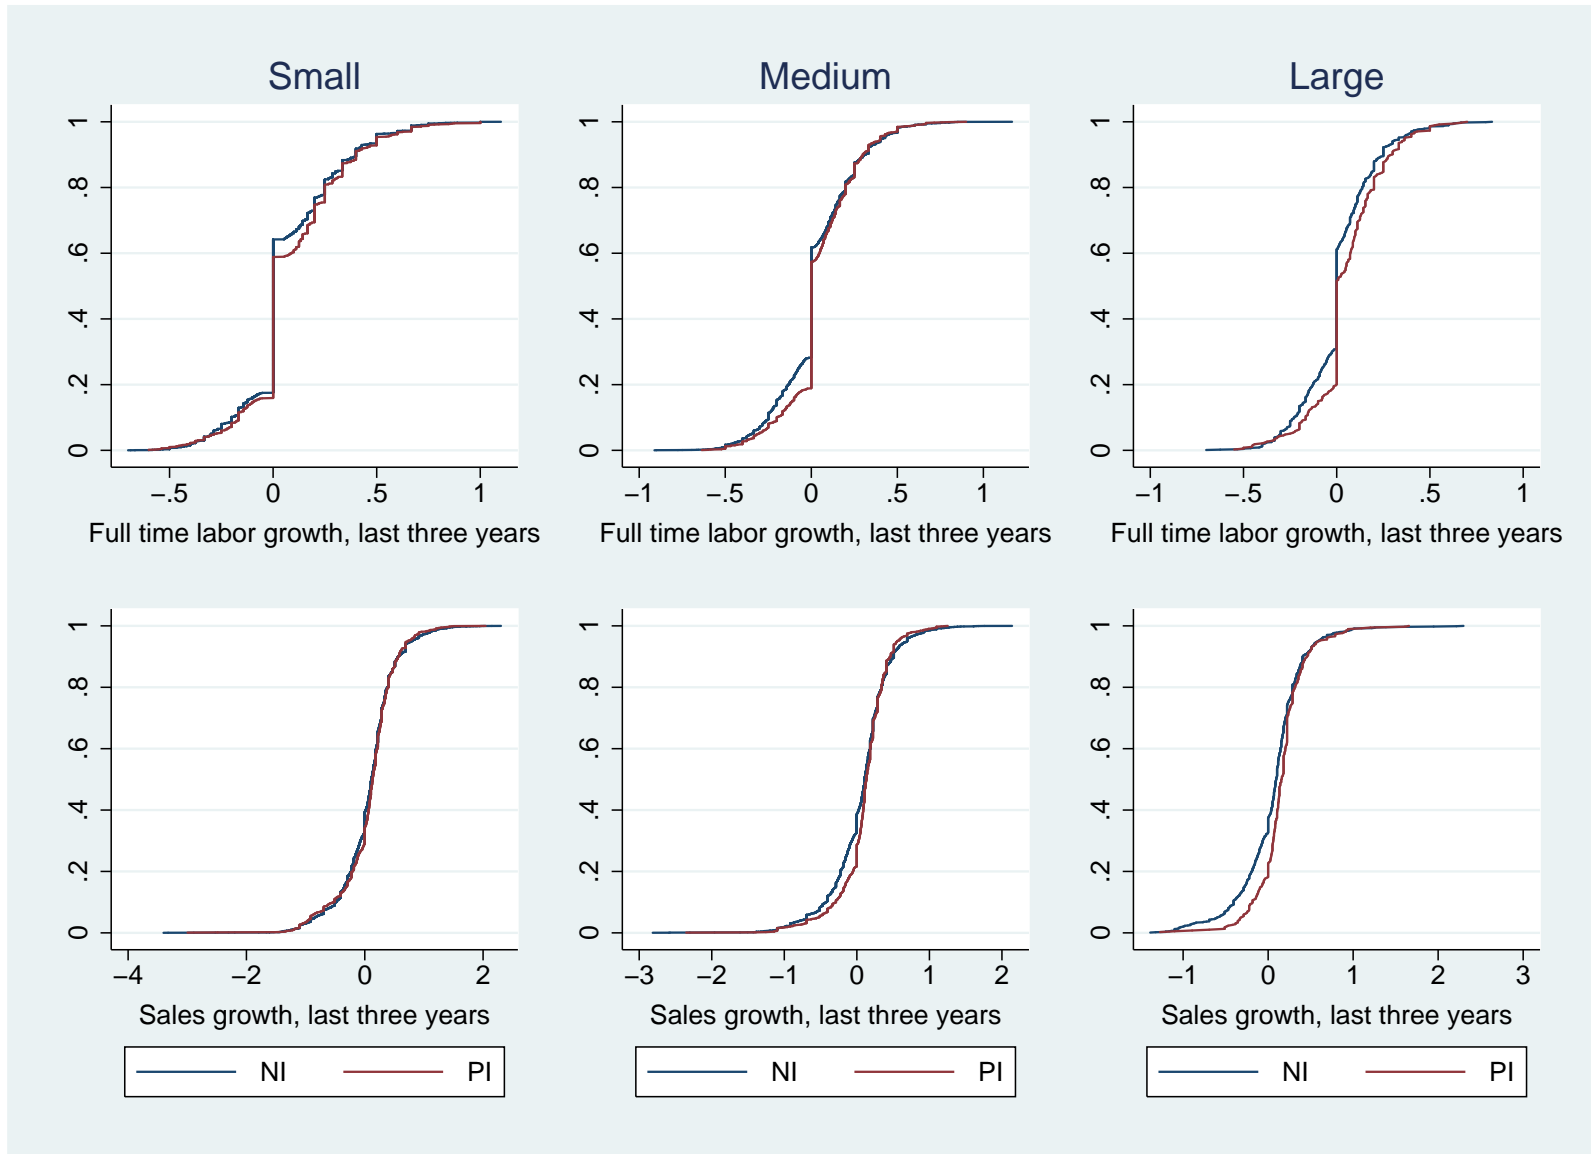 Small Medium Large
1 1 1
.8 .8 .8
.6 .6 .6
.4 .4 .4
.2 .2 .2
0 0 0
−.5 0 .5 1 −1 −.5 0 .5 1 −1 −.5 0 .5 1
Full time labor growth, last three years Full time labor growth, last three years Full time labor growth, last three years
1 1 1
.8 .8 .8
.6 .6 .6
.4 .4 .4
.2 .2 .2
0 0 0
−4 −2 0 2 −3 −2 −1 0 1 2 −1 0 1 2 3
Sales growth, last three years Sales growth, last three years Sales growth, last three years
NI PI NI PI NI PI